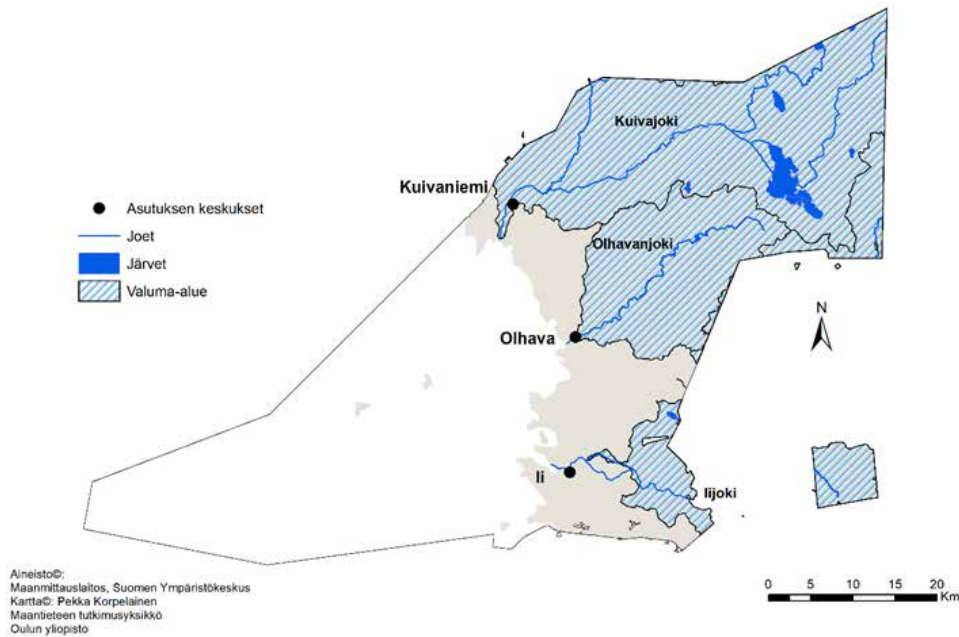 Kuivajoki
Kuivaniemi
Asutuksen keskukset
Joet
Järvet
Valuma-alue
Olhavanjoki
Olhava
N
Ii
Iijoki
Aineisto©:
Maanmittauslaitos, Suomen Ympäristökeskus
Kartta©: Pekka Korpelainen
Maantieteen tutkimusyksikkö
Oulun yliopisto
0 5 10 15 20
Km